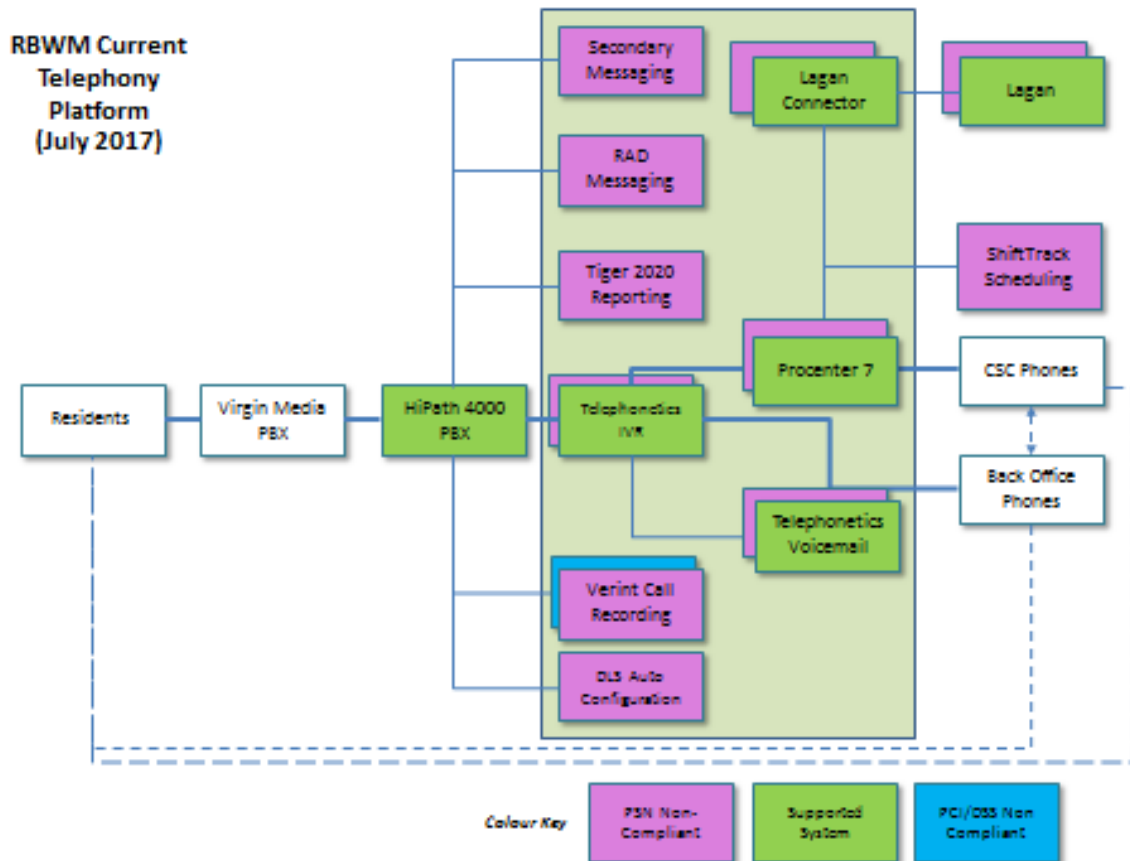 RBWM Current
Telephony
Platform
(July 2017)
Secondary
Messaging
Lagan
Connector
Lagan
RAD
Messaging
Tiger 2020
Reporting
ShiftTrack
Scheduling
Procenter 7
CSC Phones
Residents
Virgin Media
PBX
HiPath 4000
PBX
Telephonetics
IVR
Back Office
Phones
Telephonetics
Voicemail
Verint Call
Recording
DLS Auto
Configuration
Colour Key
PSN Non-
Compliant
Supported
System
PCI/DSS Non
Compliant